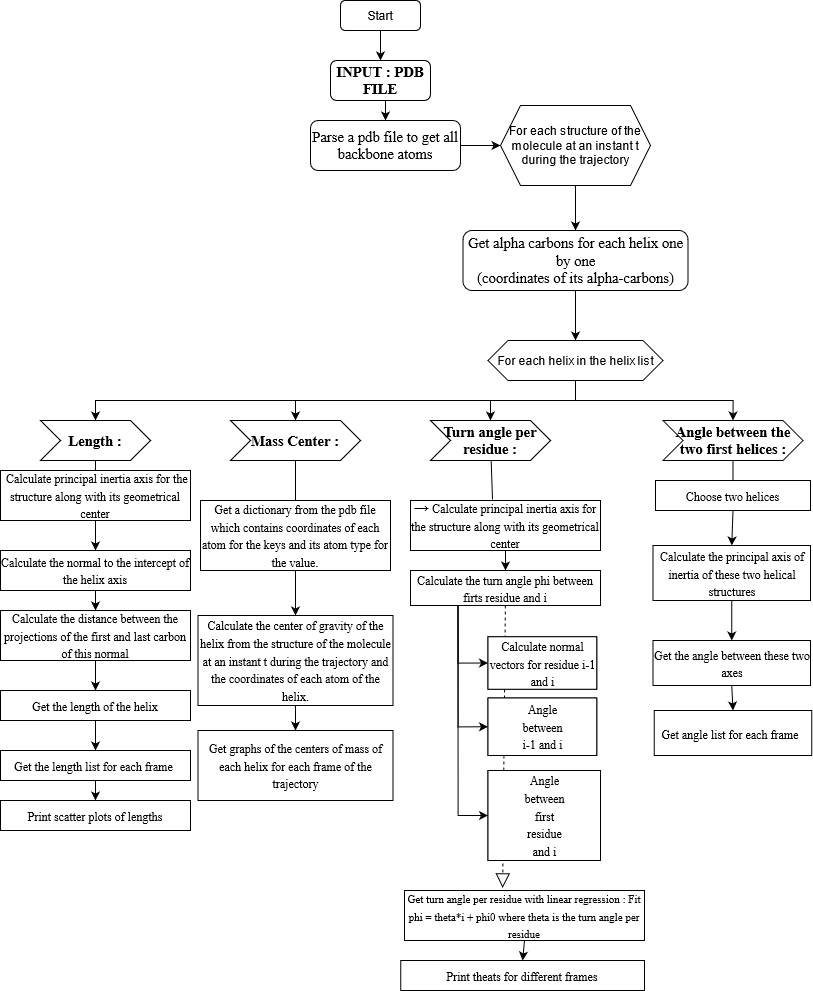 Start
INPUT : PDB
FILE
Parse a pdb file to get all
backbone atoms
For each structure of the
molecule at an instant t
during the trajectory
Get alpha carbons for each helix one
by one
(coordinates of its alpha-carbons)
For each helix in the helix list
Length :
Calculate principal inertia axis for the
structure along with its geometrical
center
Calculate the normal to the intercept of
the helix axis
Calculate the distance between the
projections of the first and last carbon
of this normal
Get the length of the helix
Get the length list for each frame
Print scatter plots of lengths
Mass Center :
Get a dictionary from the pdb file
which contains coordinates of each
atom for the keys and its atom type for
the value.
Calculate the center of gravity of the
helix from the structure of the molecule
at an instant t during the trajectory and
the coordinates of each atom of the
helix.
Get graphs of the centers of mass of
each helix for each frame of the
trajectory
Turn angle per
residue :
→ Calculate principal inertia axis for
the structure along with its geometrical
center
Calculate the turn angle phi between
firts residue and i
Calculate normal
vectors for residue i-1
and i
Angle
between
i-1 and i
Angle
between
first
residue
and i
Get turn angle per residue with linear regression : Fit
phi = theta*i + phi0 where theta is the turn angle per
residue
Print theats for different frames
Angle between the
two first helices :
Choose two helices
Calculate the principal axis of
inertia of these two helical
structures
Get the angle between these two
axes
Get angle list for each frame